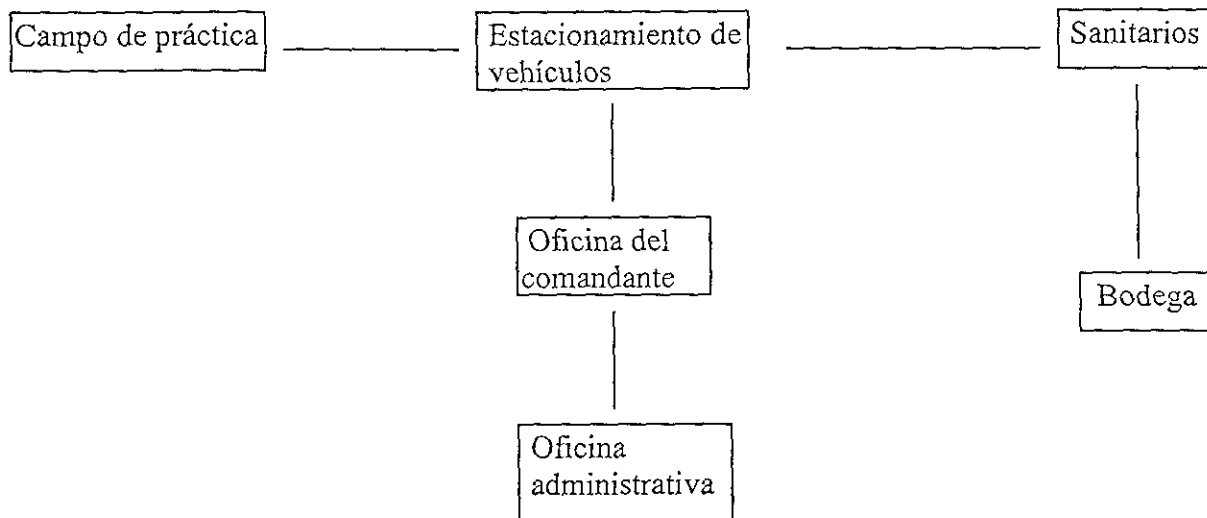 Campo de práctica
Estacionamiento de
vehículos
Sanitarios
Oficina del
comandante
Bodega
Oficina
administrativa